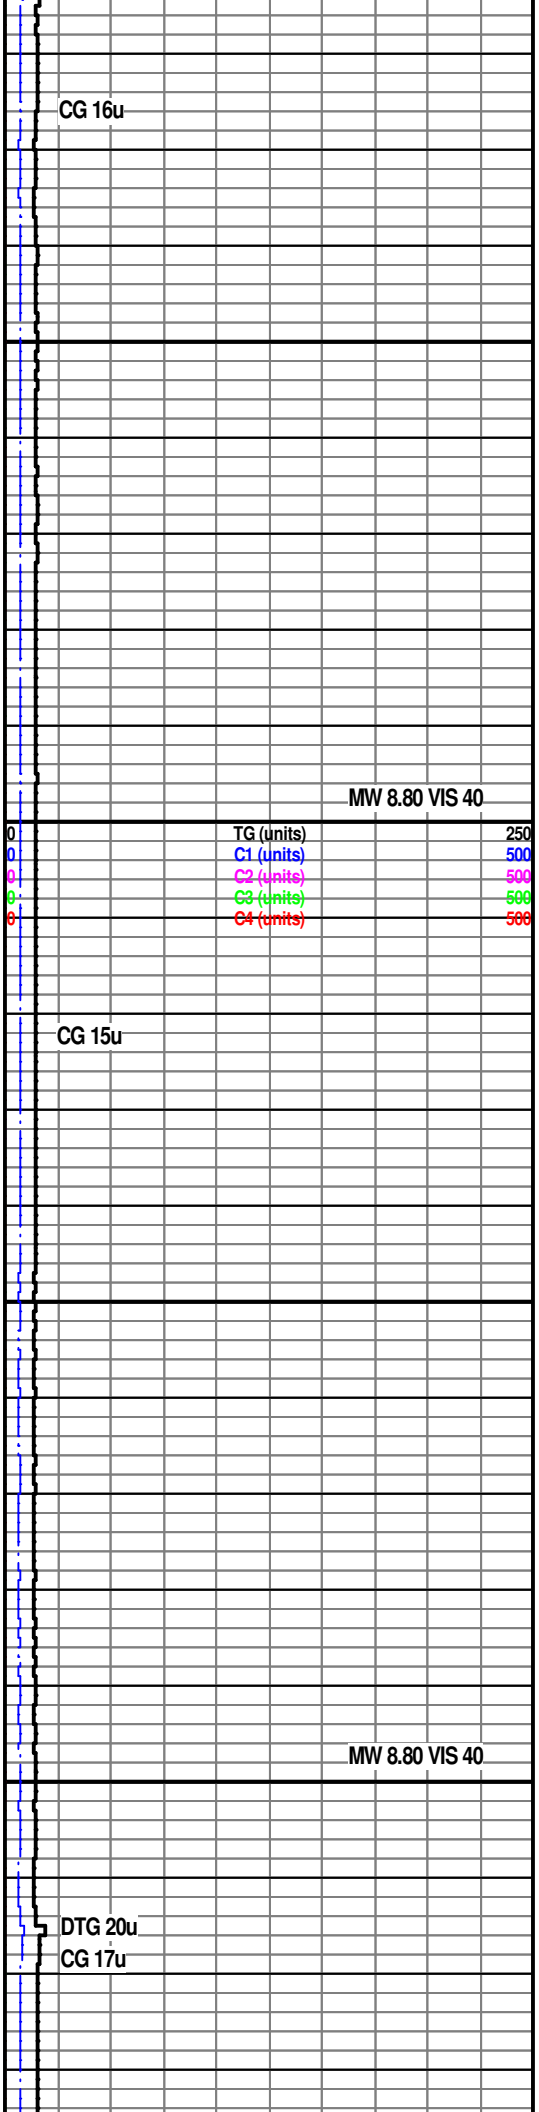 CG 16u
MW 8.80 VIS 40
0 TG (units) 250
0 C1 (units) 500
0 C2 (units) 500
0 C3 (units) 500
0 C4 (units) 500
CG 15u
MW 8.80 VIS 40
DTG 20u
CG 17u